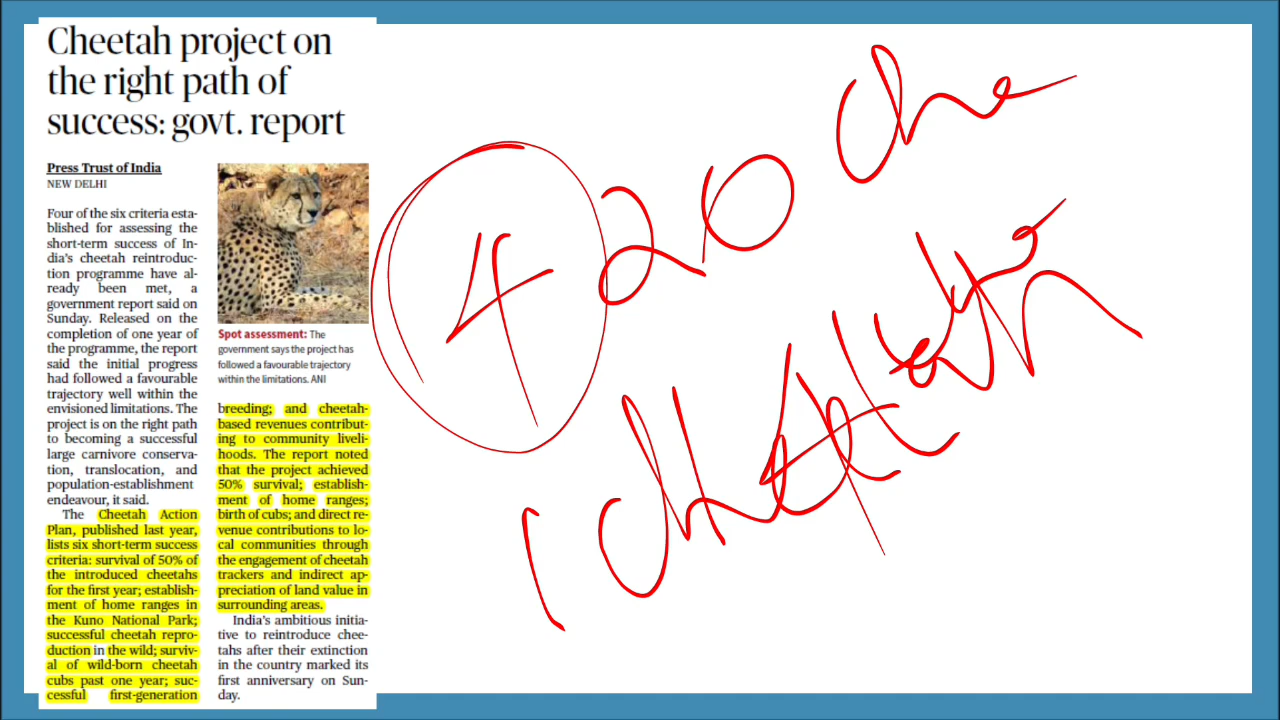 Cheetah project on
the right path of
success: govt. report
Press Trust of India
NEW DELHI
Four of the six criteria esta-
blished for assessing the
short-term success of In-
dia's cheetah reintroduc-
tion programme have al-
ready been met, a
government report said on
Sunday. Released on the
completion of one year of
the programme, the report
said the initial progress
had followed a favourable
trajectory well within the
envisioned limitations. The
project is on the right path
to becoming a successful
large carnivore conserva-
tion, translocation, and
population-establishment
endeavour, it said.
The Cheetah Action
Plan, published last year,
lists six short-term success
criteria: survival of 50% of
the introduced cheetahs
for the first year; establish-
ment of home ranges in
the Kuno National Park;
successful cheetah repro-
duction in the wild; surviv-
al of wild-born cheetah
cubs past one year; suc-
cessful first-generation
Spot assessment: The
government says the project has
followed a favourable trajectory
within the limitations. ANI
breeding; and cheetah-
based revenues contribut-
ing to community liveli-
hoods. The report noted
that the project achieved
50% survival; establish-
ment of home ranges;
birth of cubs; and direct re-
venue contributions to lo-
cal communities through
the engagement of cheetah
trackers and indirect ap-
preciation of land value in
surrounding areas.
India's ambitious initia-
tive to reintroduce chee-
tahs after their extinction
in the country marked its
first anniversary on Sun-
day.
4 20 che
1